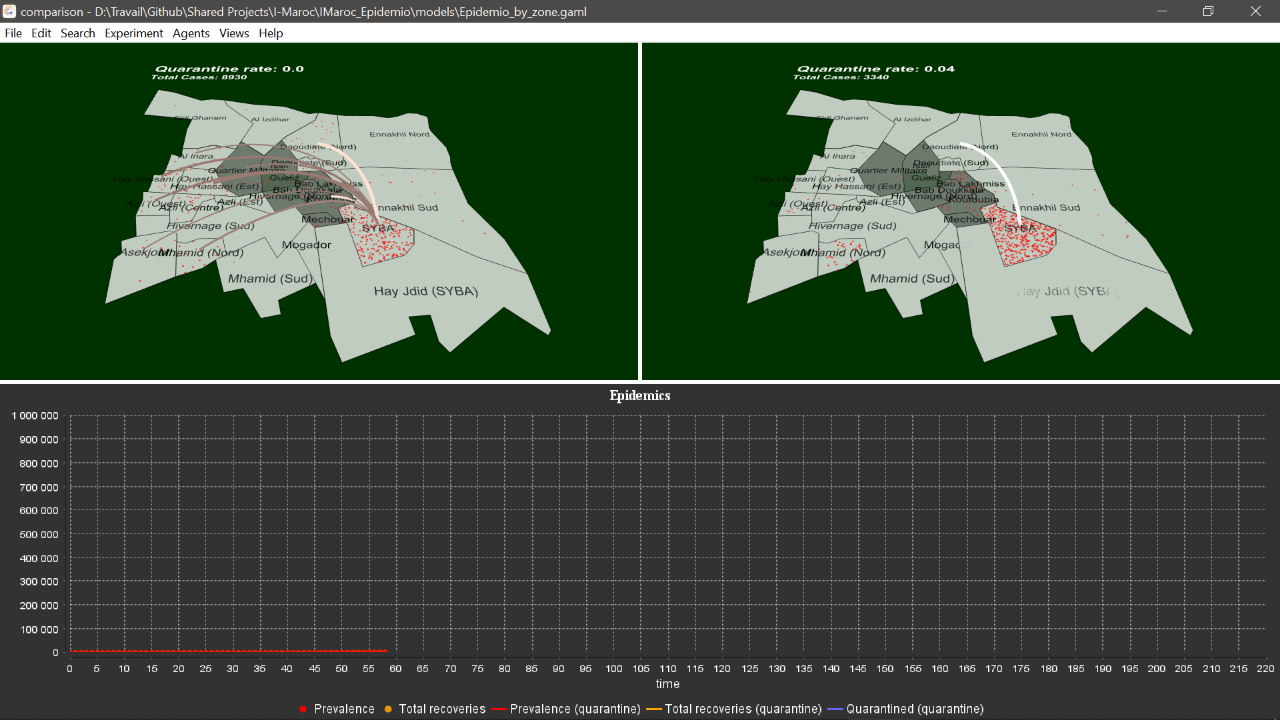 comparison - D:\Travail\Github\Shared Projects\I-Maroc\IMaroc_Epidemio\models\Epidemio_by_zone.gaml
File Edit Search Experiment Agents Views Help
Quarantine rate: 0.0
Total Cases: 8930
Sidi Ghanem
Al Izdihar
Ennakhil Nord
Daoudiate (Nord)
Al Inara
Daoudiate (Sud)
Quartier Militaire
Hay Hassani (Ouest)
Gueliz
Bab Lakhmiss
Hay Hassani (Est)
Bab Doukkala
Hivernage (Nord)
Azli (Ouest)
Azli (Centre)
Azli (Est)
Ennakhil Sud
Mechouar
Hivarnage (Sud)
SYBA
Mogador
Asekjour
Mhamid (Nord)
Mhamid (Sud)
Hay Jdid (SYBA)
Quarantine rate: 0.04
Total Cases: 3340
Sidi Ghanem
Al Izdihar
Ennakhil Nord
Daoudiate (Nord)
Al Inara
Daoudiate (Sud)
Quartier Militaire
Hay Hassani (Ouest)
Gueliz
Bab Lakhmiss
Hay Hassani (Est)
Bab Doukkala
Hivernage (Nord)
Koutoubia
Azli (Ouest)
Azli (Centre)
Azli (Est)
Ennakhil Sud
Mechouar
Hivarnage (Sud)
SYBA
Mogador
Asekjour
Mhamid (Nord)
Mhamid (Sud)
Hay Jdid (SYBA)
Epidemics
1 000 000
900 000
800 000
700 000
600 000
500 000
400 000
300 000
200 000
100 000
0
0 5 10 15 20 25 30 35 40 45 50 55 60 65 70 75 80 85 90 95 100 105 110 115 120 125 130 135 140 145 150 155 160 165 170 175 180 185 190 195 200 205 210 215 220
time
Prevalence Total recoveries Prevalence (quarantine) Total recoveries (quarantine) Quarantined (quarantine)